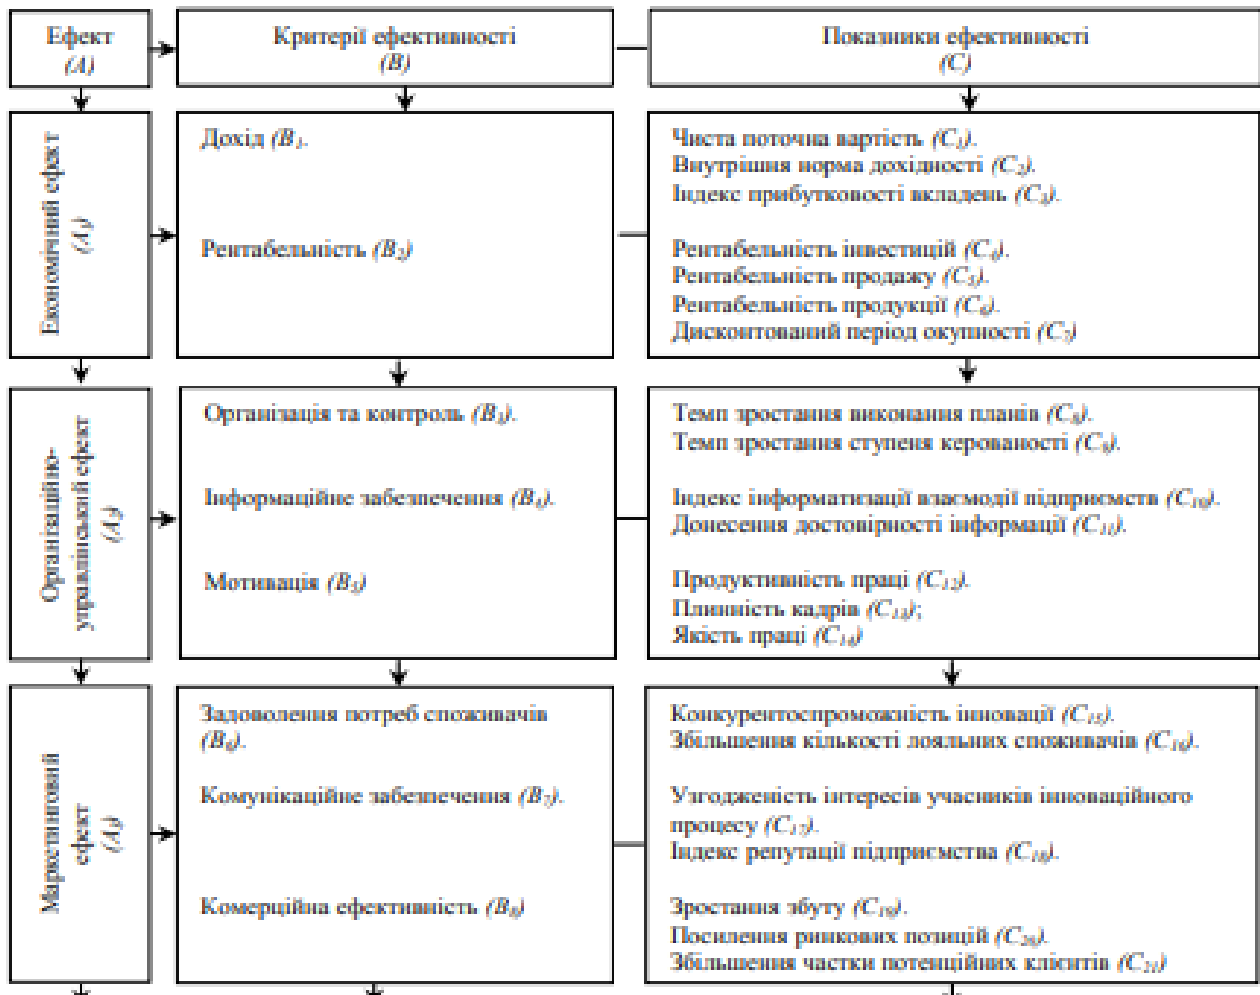 Ефект
(A)
Критерії ефективності
(B)
Показники ефективності
(C)
Економічний ефект
(A₁)
Дохід (B₁).
Рентабельність (B₂)
Чиста поточна вартість (C₁).
Внутрішня норма дохідності (C₂).
Індекс прибутковості вкладень (C₃).
Рентабельність інвестицій (C₄).
Рентабельність продажу (C₅).
Рентабельність продукції (C₆).
Дисконтований період окупності (C₇)
Організаційно-
управлінський ефект
(A₂)
Організація та контроль (B₃).
Інформаційне забезпечення (B₄).
Мотивація (B₅)
Темп зростання виконання планів (C₈).
Темп зростання ступеня керованості (C₉).
Індекс інформатизації взаємодії підприємств (C₁₀).
Донесення достовірності інформації (C₁₁).
Продуктивність праці (C₁₂).
Плинність кадрів (C₁₃);
Якість праці (C₁₄)
Маркетинговий
ефект
(A₃)
Задоволення потреб споживачів
(B₆).
Комунікаційне забезпечення (B₇).
Комерційна ефективність (B₈)
Конкурентоспроможність інновації (C₁₅).
Збільшення кількості лояльних споживачів (C₁₆).
Узгодженість інтересів учасників інноваційного
процесу (C₁₇).
Індекс репутації підприємства (C₁₈).
Зростання збуту (C₁₉).
Посилення ринкових позицій (C₂₀).
Збільшення частки потенційних клієнтів (C₂₁)